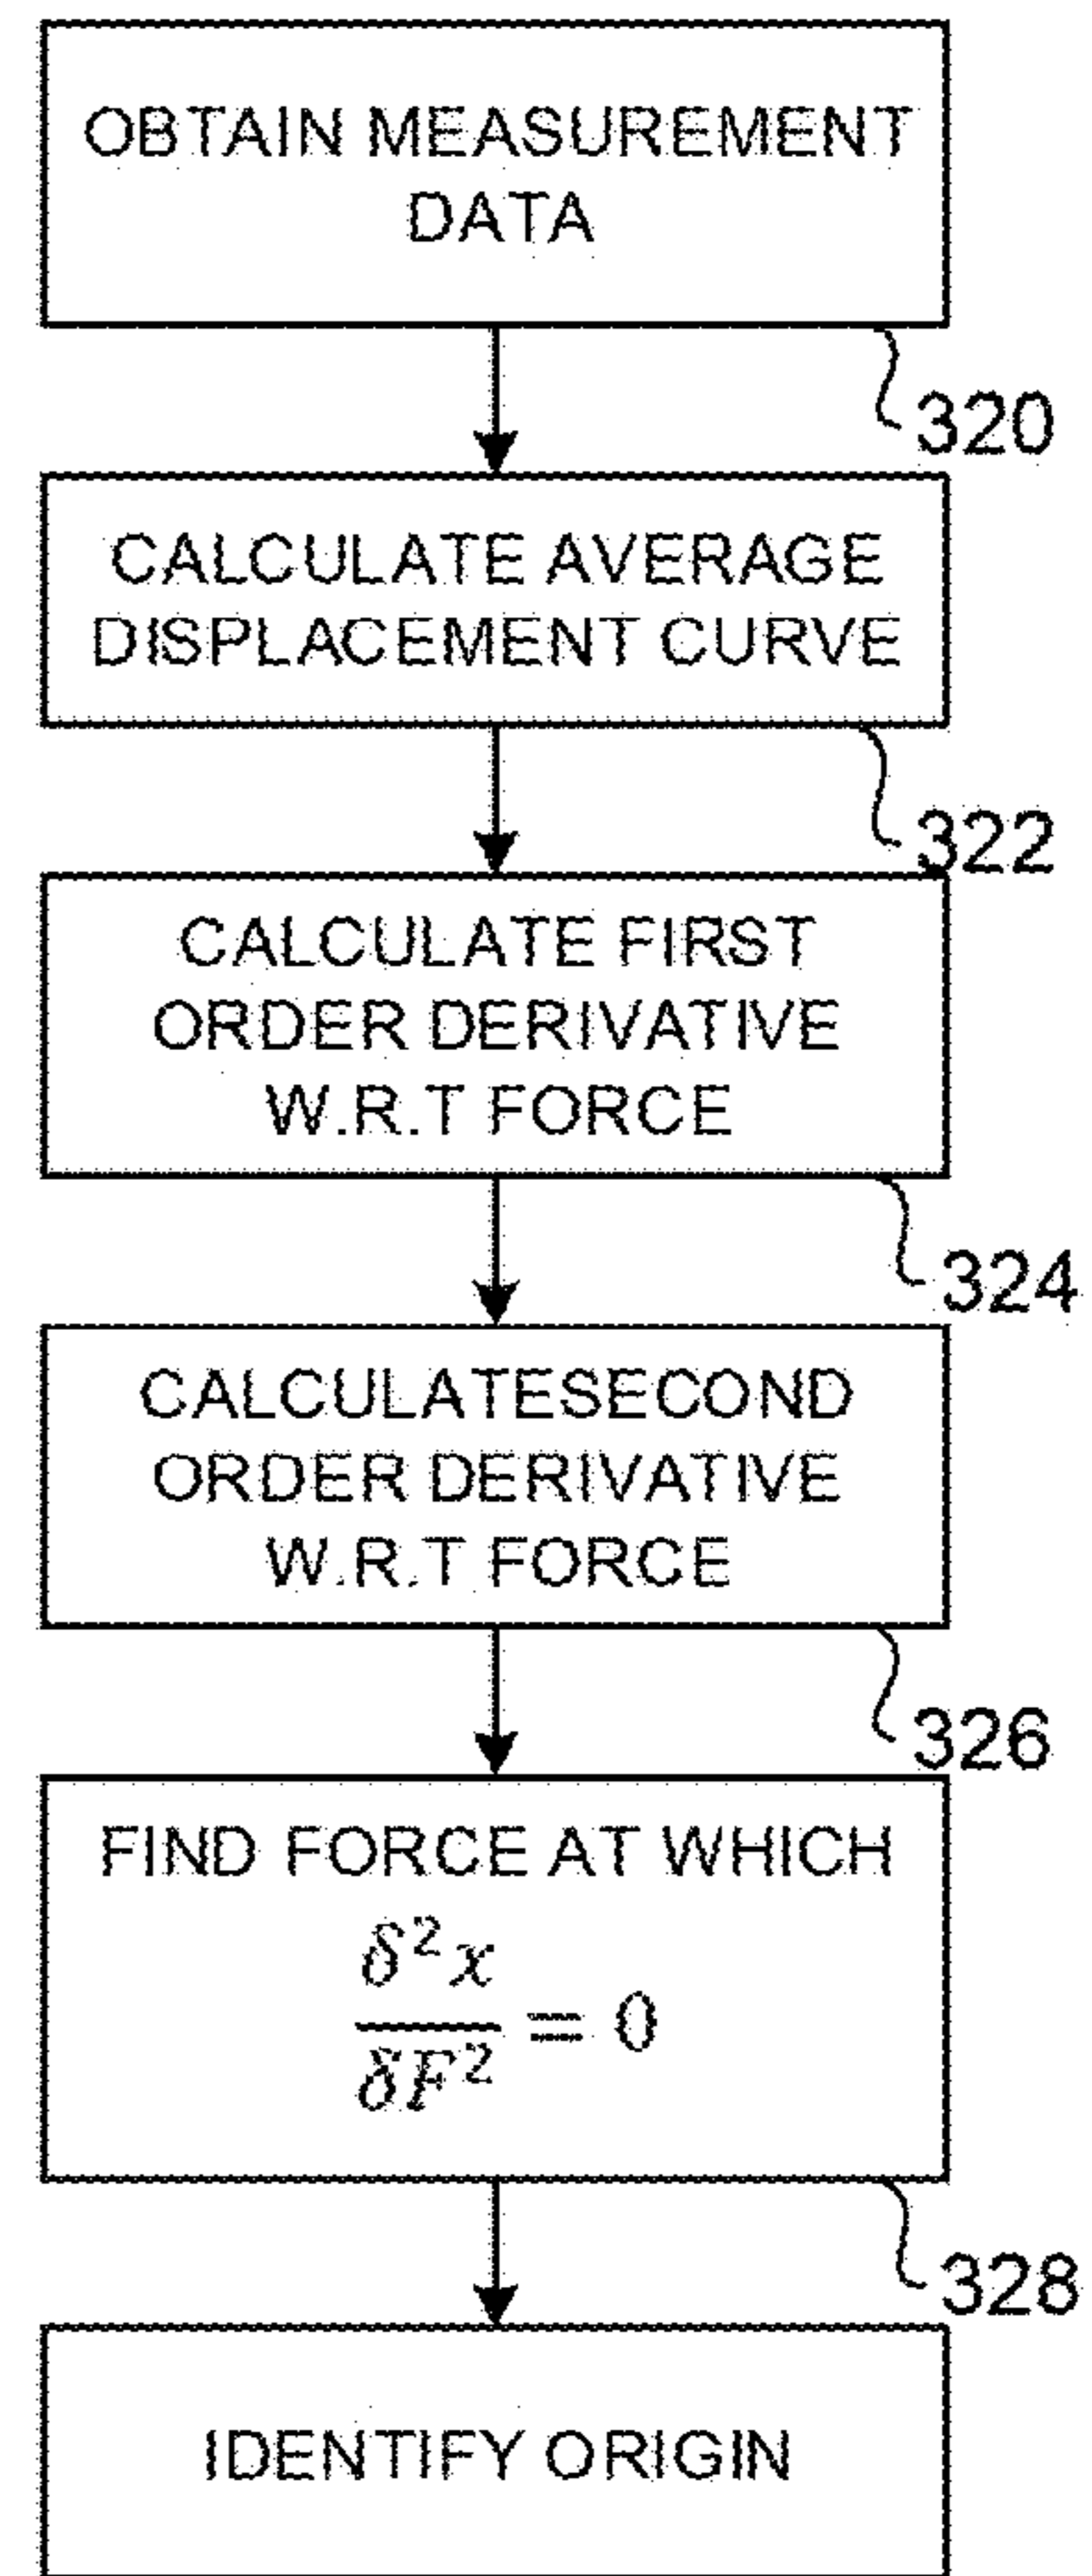 OBTAIN MEASUREMENT
DATA
320
CALCULATE AVERAGE
DISPLACEMENT CURVE
322
CALCULATE FIRST
ORDER DERIVATIVE
W.R.T FORCE
324
CALCULATESECOND
ORDER DERIVATIVE
W.R.T FORCE
326
FIND FORCE AT WHICH
δ²x
δF² = 0
328
IDENTIFY ORIGIN